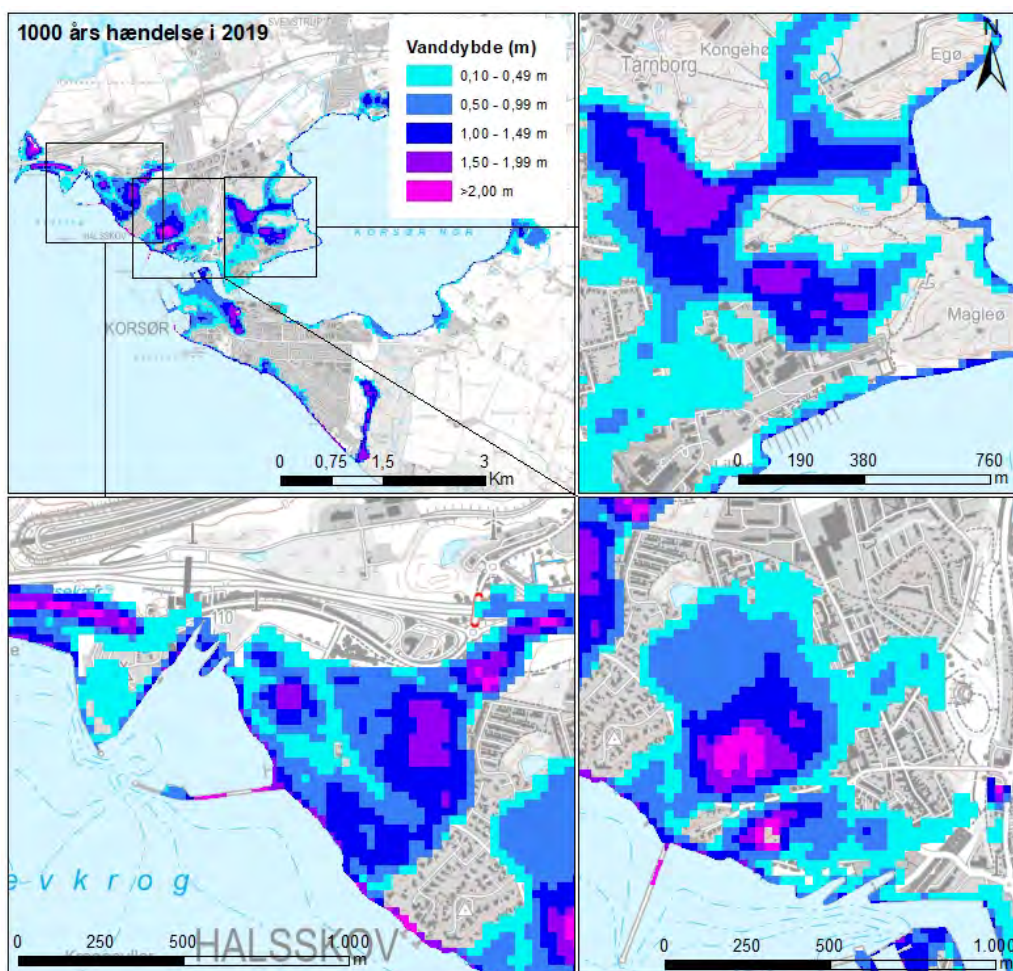 1000 års hændelse i 2019
SVENSTRUP
Vanddybde (m)
0,10 - 0,49 m
0,50 - 0,99 m
1,00 - 1,49 m
1,50 - 1,99 m
>2,00 m
HALSSKOV
KORSØR NOR
KORSØR
0 0,75 1,5 3
Km
N
Kongehø
Egø
Tårnborg
Magleø
0 190 380 760
m
110
evkrog
HALSSKOV
0 250 500 1.000
m
0 250 500 1.000
m